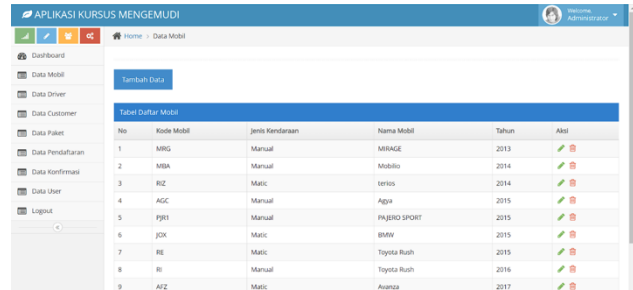 APLIKASI KURSUS MENGEMUDI
Welcome,
Administrator
Home > Data Mobil
Dashboard
Data Mobil
Data Driver
Data Customer
Data Paket
Data Pendaftaran
Data Konfirmasi
Data User
Logout
Tambah Data
Tabel Daftar Mobil
No Kode Mobil Jenis Kendaraan Nama Mobil Tahun Aksi
1 MRG Manual MIRAGE 2013
2 MBA Manual Mobilio 2014
3 RIZ Matic terios 2014
4 AGC Manual Agya 2015
5 PJR1 Manual PAJERO SPORT 2015
6 JOX Matic BMW 2015
7 RE Matic Toyota Rush 2015
8 RI Manual Toyota Rush 2016
9 AFZ Matic Avanza 2017